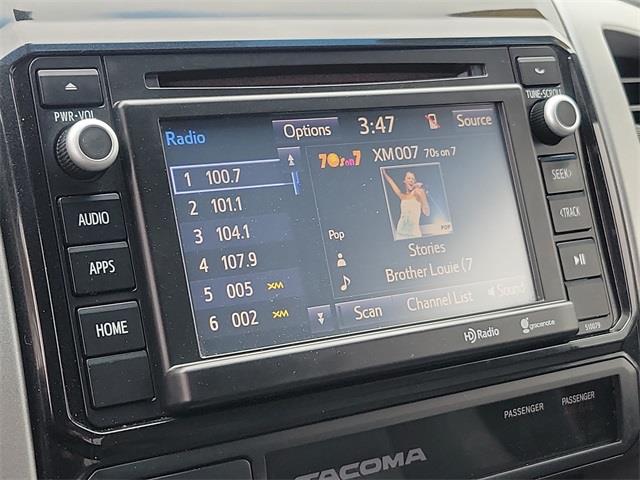 PWR·VOL
TUNE·SCROLL
Radio
Options
3:47
Source
1 100.7
2 101.1
3 104.1
4 107.9
5 005 XM
6 002 XM
70s on 7
XM007 70s on 7
POP
Pop
Stories
Brother Louie (7
Scan
Channel List
Sound
AUDIO
APPS
HOME
SEEK>
<TRACK
HD Radio
gracenote
510079
PASSENGER
PASSENGER
TACOMA